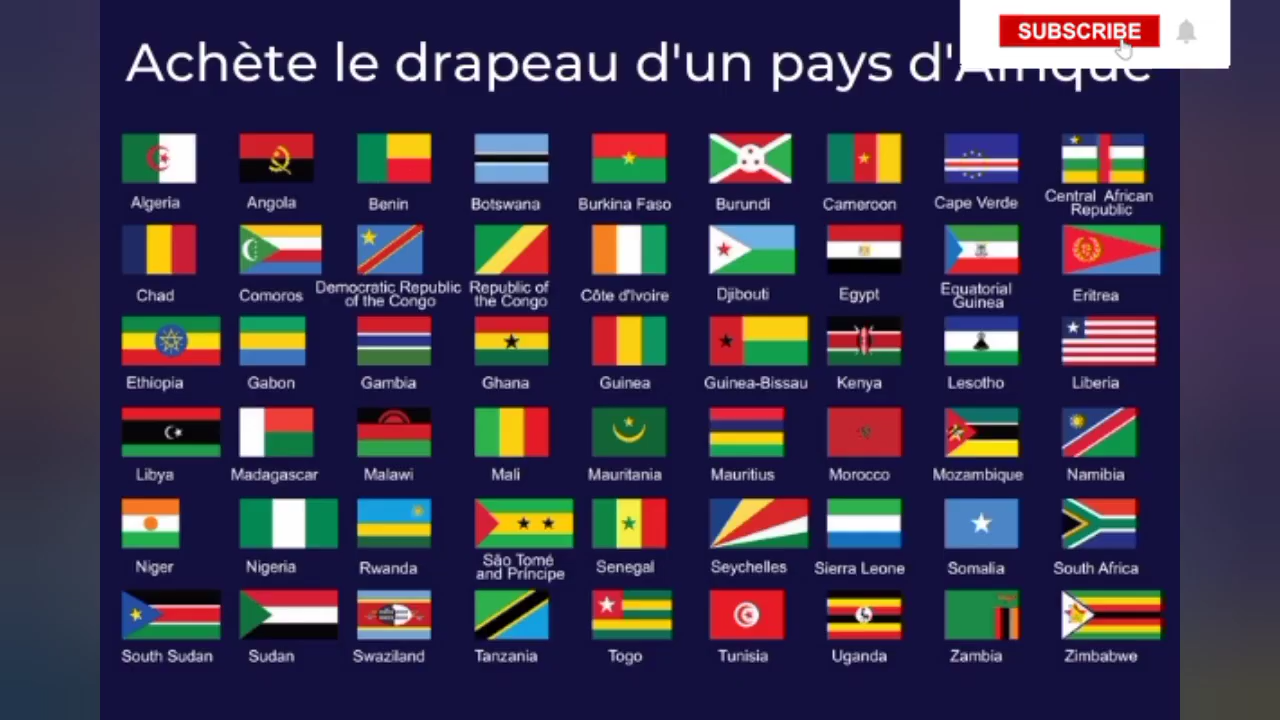 SUBSCRIBE
Achète le drapeau d'un pays d'Afrique
Algeria Angola Benin Botswana Burkina Faso Burundi Cameroon Cape Verde Central African Republic
Chad Comoros Democratic Republic of the Congo Republic of the Congo Côte d'Ivoire Djibouti Egypt Equatorial Guinea Eritrea
Ethiopia Gabon Gambia Ghana Guinea Guinea-Bissau Kenya Lesotho Liberia
Libya Madagascar Malawi Mali Mauritania Mauritius Morocco Mozambique Namibia
Niger Nigeria Rwanda São Tomé and Príncipe Senegal Seychelles Sierra Leone Somalia South Africa
South Sudan Sudan Swaziland Tanzania Togo Tunisia Uganda Zambia Zimbabwe